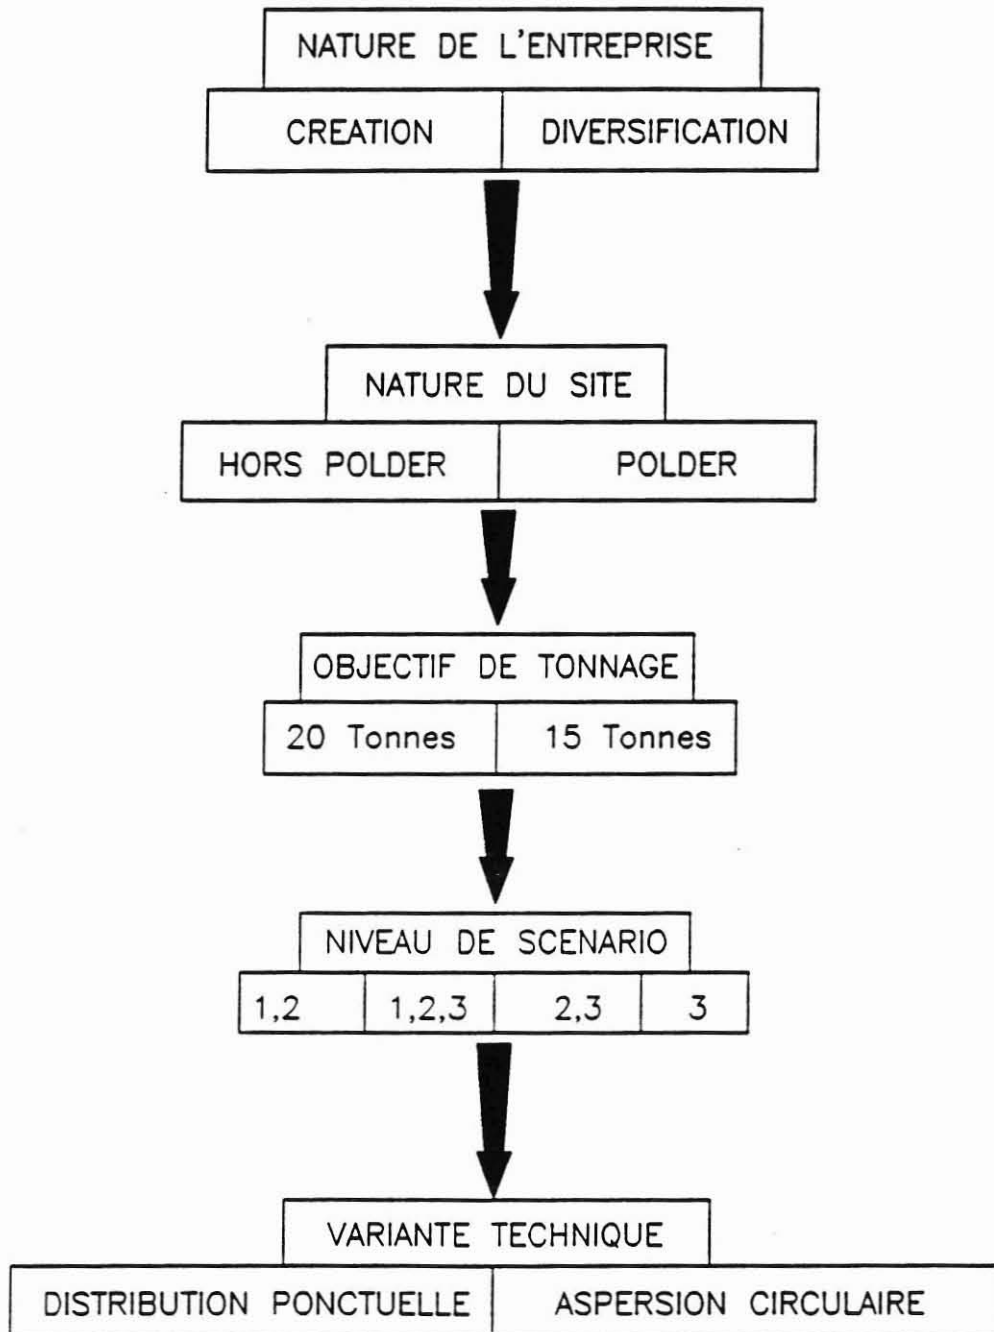 NATURE DE L'ENTREPRISE
CREATION DIVERSIFICATION
NATURE DU SITE
HORS POLDER POLDER
OBJECTIF DE TONNAGE
20 Tonnes 15 Tonnes
NIVEAU DE SCENARIO
1,2 1,2,3 2,3 3
VARIANTE TECHNIQUE
DISTRIBUTION PONCTUELLE ASPERSION CIRCULAIRE